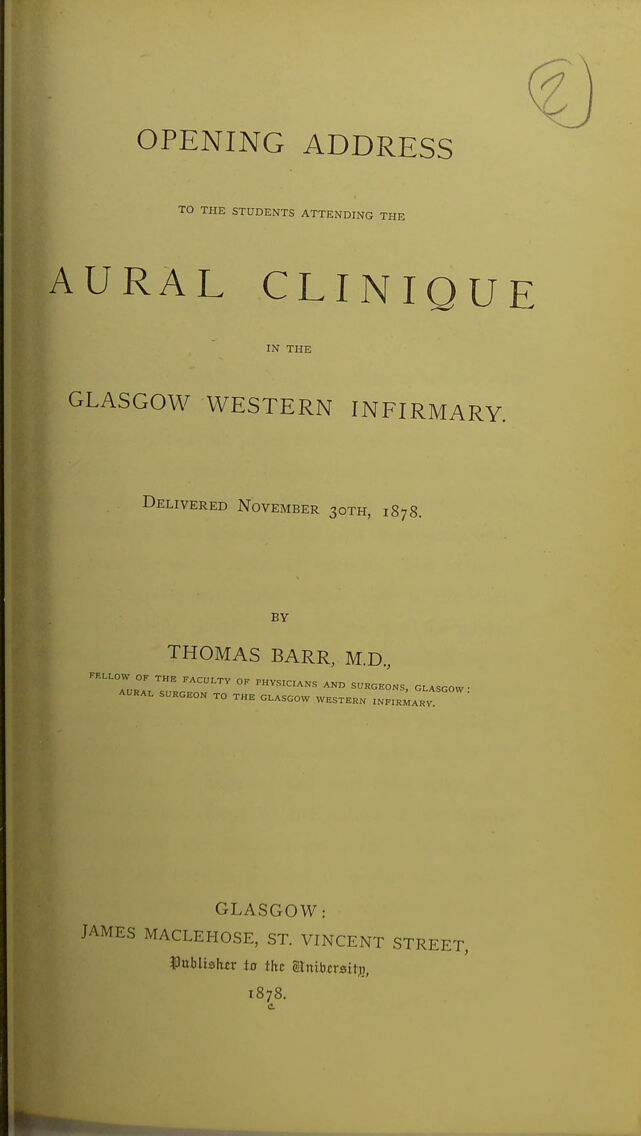 2
OPENING ADDRESS
TO THE STUDENTS ATTENDING THE
AURAL CLINIQUE
IN THE
GLASGOW WESTERN INFIRMARY.
DELIVERED NOVEMBER 30TH, 1878.
BY
THOMAS BARR, M.D.,
FELLOW OF THE FACULTY OF PHYSICIANS AND SURGEONS, GLASGOW:
AURAL SURGEON TO THE GLASGOW WESTERN INFIRMARY.
GLASGOW:
JAMES MACLEHOSE, ST. VINCENT STREET,
Publisher to the University,
1878.